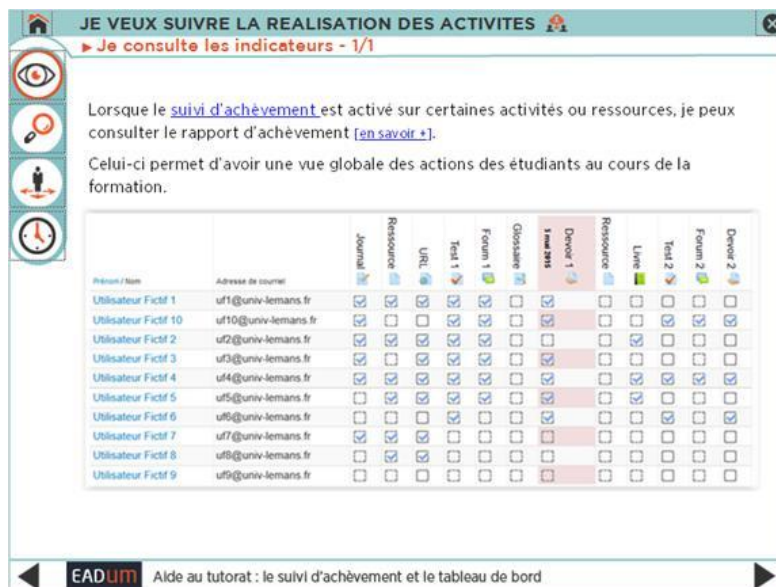 JE VEUX SUIVRE LA REALISATION DES ACTIVITES
Je consulte les indicateurs - 1/1
Lorsque le suivi d'achèvement est activé sur certaines activités ou ressources, je peux
consulter le rapport d'achèvement [en savoir +].
Celui-ci permet d'avoir une vue globale des actions des étudiants au cours de la
formation.
Prénom / Nom Adresse de courriel Journal Ressource URL Test 1 Forum 1 Glossaire 5 mai 2015 Devoir 1 Ressource Livre Test 2 Forum 2 Devoir 2
Utilisateur Fictif 1 uf1@univ-lemans.fr
Utilisateur Fictif 10 uf10@univ-lemans.fr
Utilisateur Fictif 2 uf2@univ-lemans.fr
Utilisateur Fictif 3 uf3@univ-lemans.fr
Utilisateur Fictif 4 uf4@univ-lemans.fr
Utilisateur Fictif 5 uf5@univ-lemans.fr
Utilisateur Fictif 6 uf6@univ-lemans.fr
Utilisateur Fictif 7 uf7@univ-lemans.fr
Utilisateur Fictif 8 uf8@univ-lemans.fr
Utilisateur Fictif 9 uf9@univ-lemans.fr
EADum Aide au tutorat : le suivi d'achèvement et le tableau de bord